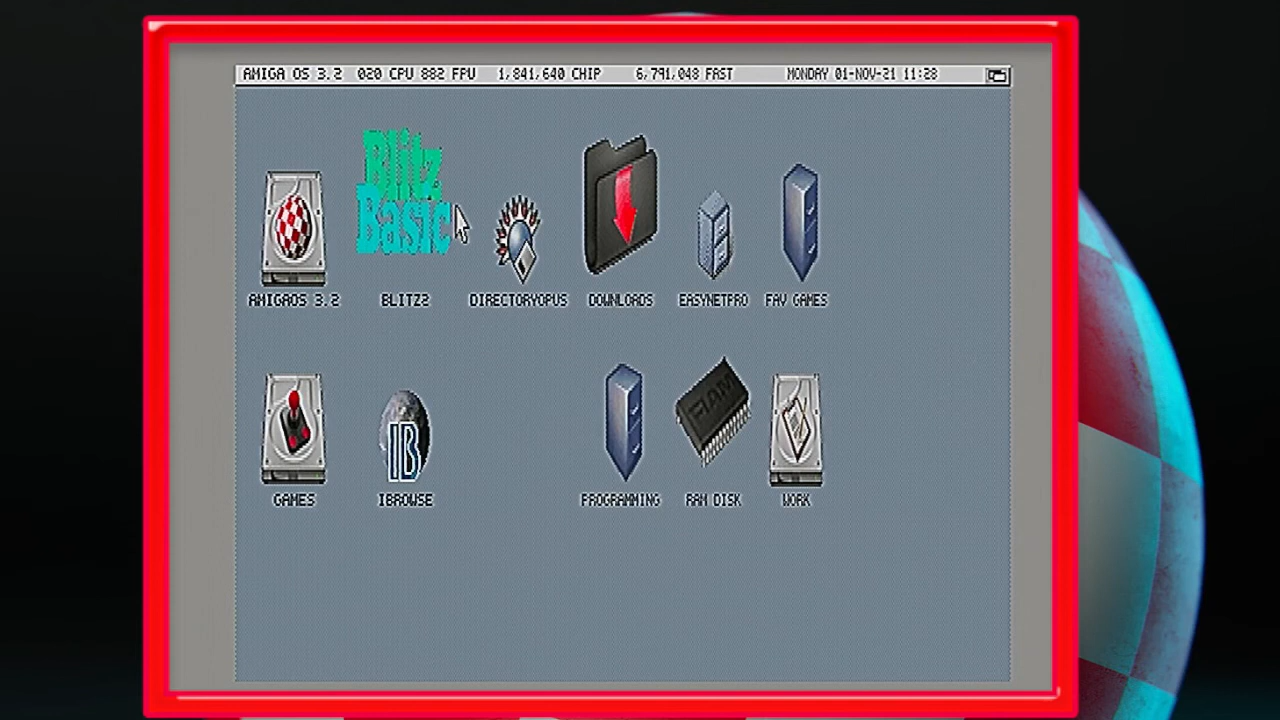 AMIGA OS 3.2 020 CPU 882 FPU 1,841,640 CHIP 6,791,048 FAST MONDAY 01-NOV-21 11:28
Blitz
Basic
AMIGAOS 3.2 BLITZ2 DIRECTORYOPUS DOWNLOADS EASYNETPRO FAV GAMES
IB
RAM
GAMES IBROWSE PROGRAMMING RAM DISK WORK